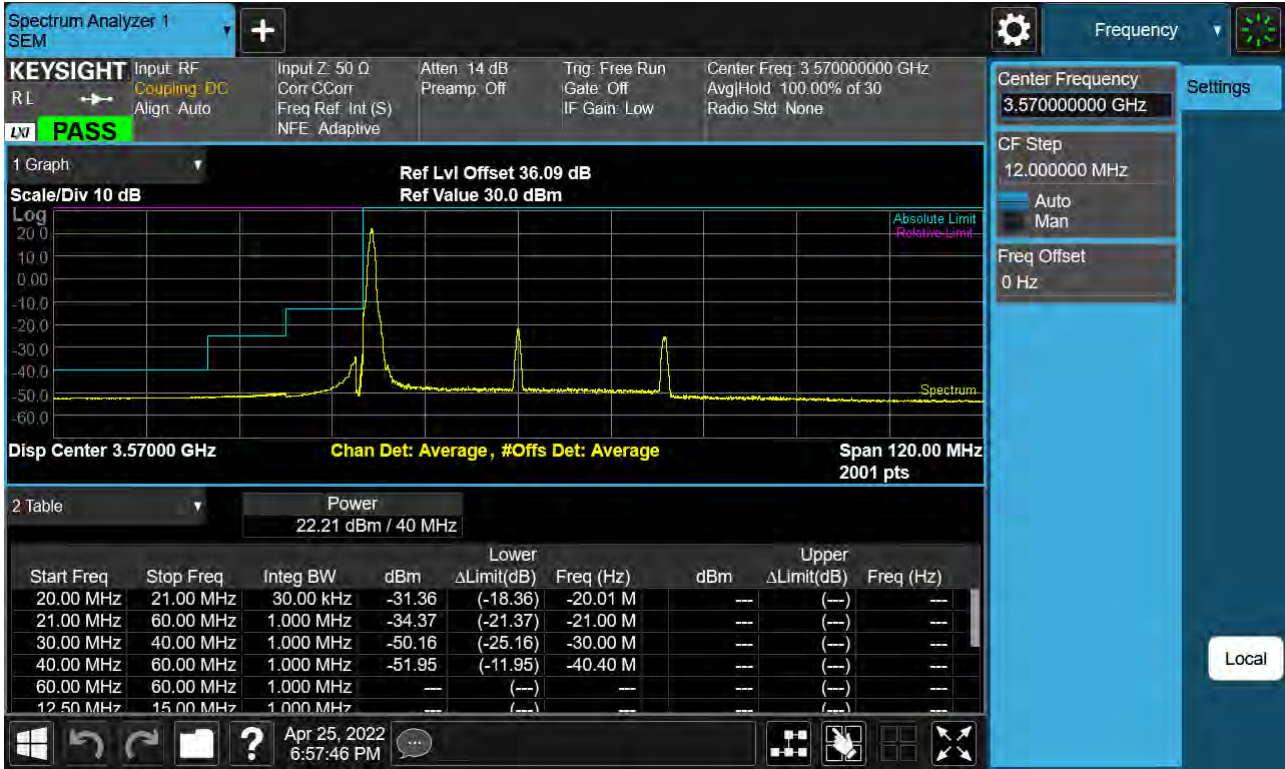 Spectrum Analyzer 1
SEM
+
Frequency
KEYSIGHT
R L
LXI
PASS
Input: RF
Coupling: DC
Align: Auto
Input Z: 50 Ω
Corr CCorr
Freq Ref: Int (S)
NFE: Adaptive
Atten: 14 dB
Preamp: Off
Trig: Free Run
Gate: Off
IF Gain: Low
Center Freq: 3.570000000 GHz
Avg|Hold: 100.00% of 30
Radio Std: None
Center Frequency
3.570000000 GHz
Settings
CF Step
12.000000 MHz
Auto
Man
Freq Offset
0 Hz
1 Graph
Scale/Div 10 dB
Ref Lvl Offset 36.09 dB
Ref Value 30.0 dBm
Log
20.0
10.0
0.00
-10.0
-20.0
-30.0
-40.0
-50.0
-60.0
Absolute Limit
Relative Limit
Spectrum
Disp Center 3.57000 GHz
Chan Det: Average, #Offs Det: Average
Span 120.00 MHz
2001 pts
2 Table
Power
22.21 dBm / 40 MHz
Lower Upper
Start Freq Stop Freq Integ BW dBm ΔLimit(dB) Freq (Hz) dBm ΔLimit(dB) Freq (Hz)
20.00 MHz 21.00 MHz 30.00 kHz -31.36 (-18.36) -20.01 M --- (---) ---
21.00 MHz 60.00 MHz 1.000 MHz -34.37 (-21.37) -21.00 M --- (---) ---
30.00 MHz 40.00 MHz 1.000 MHz -50.16 (-25.16) -30.00 M --- (---) ---
40.00 MHz 60.00 MHz 1.000 MHz -51.95 (-11.95) -40.40 M --- (---) ---
60.00 MHz 60.00 MHz 1.000 MHz --- (---) --- --- (---) ---
12.50 MHz 15.00 MHz 1.000 MHz --- (---) --- --- (---) ---
Local
?
Apr 25, 2022
6:57:46 PM